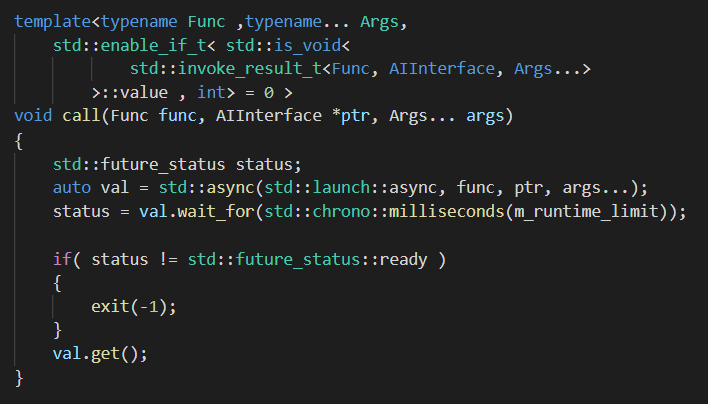 template<typename Func ,typename... Args,
    std::enable_if_t< std::is_void<
            std::invoke_result_t<Func, AIInterface, Args...>
        >::value , int> = 0 >
void call(Func func, AIInterface *ptr, Args... args)
{
    std::future_status status;
    auto val = std::async(std::launch::async, func, ptr, args...);
    status = val.wait_for(std::chrono::milliseconds(m_runtime_limit));

    if( status != std::future_status::ready )
    {
        exit(-1);
    }
    val.get();
}